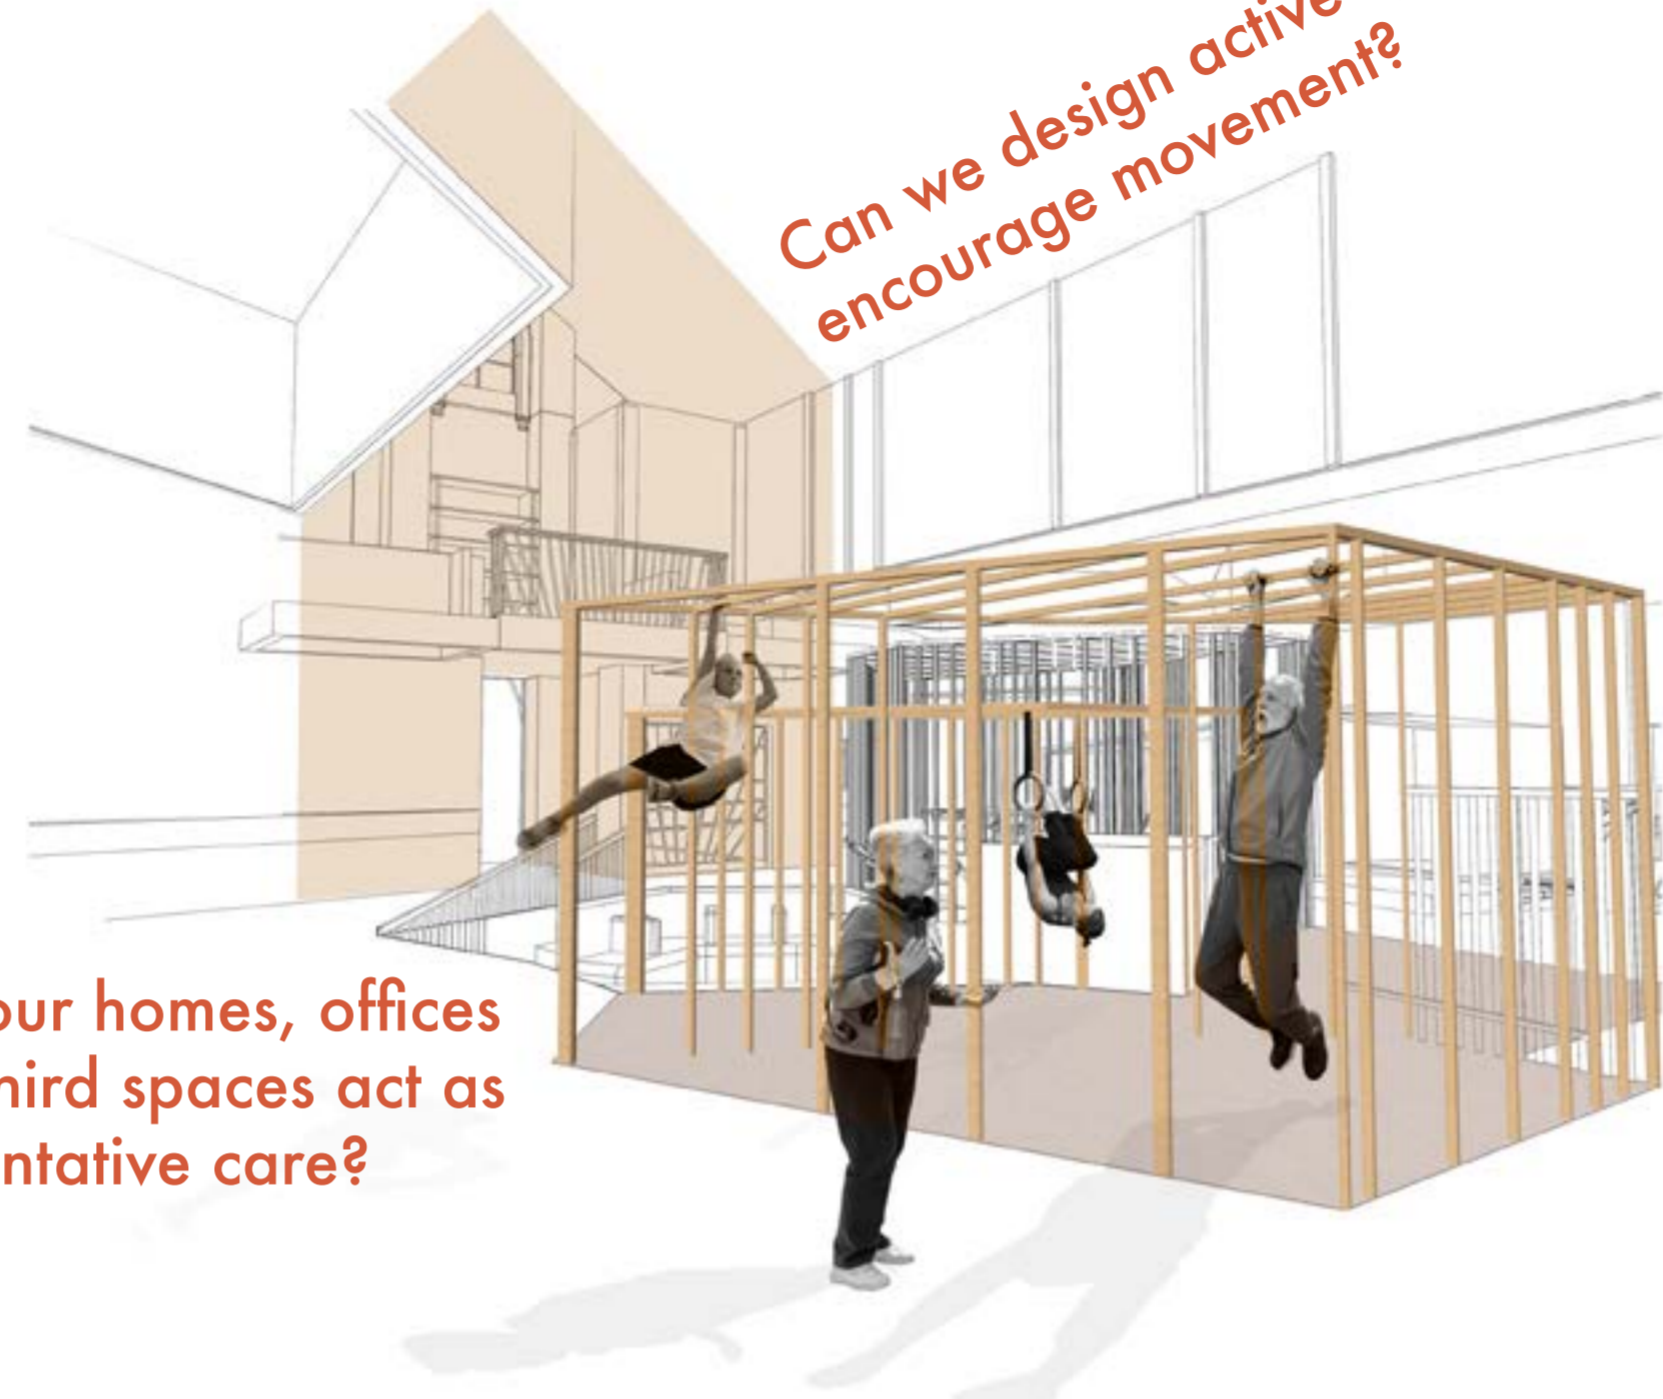 Can we design active
encourage movement?
our homes, offices
hird spaces act as
ntative care?